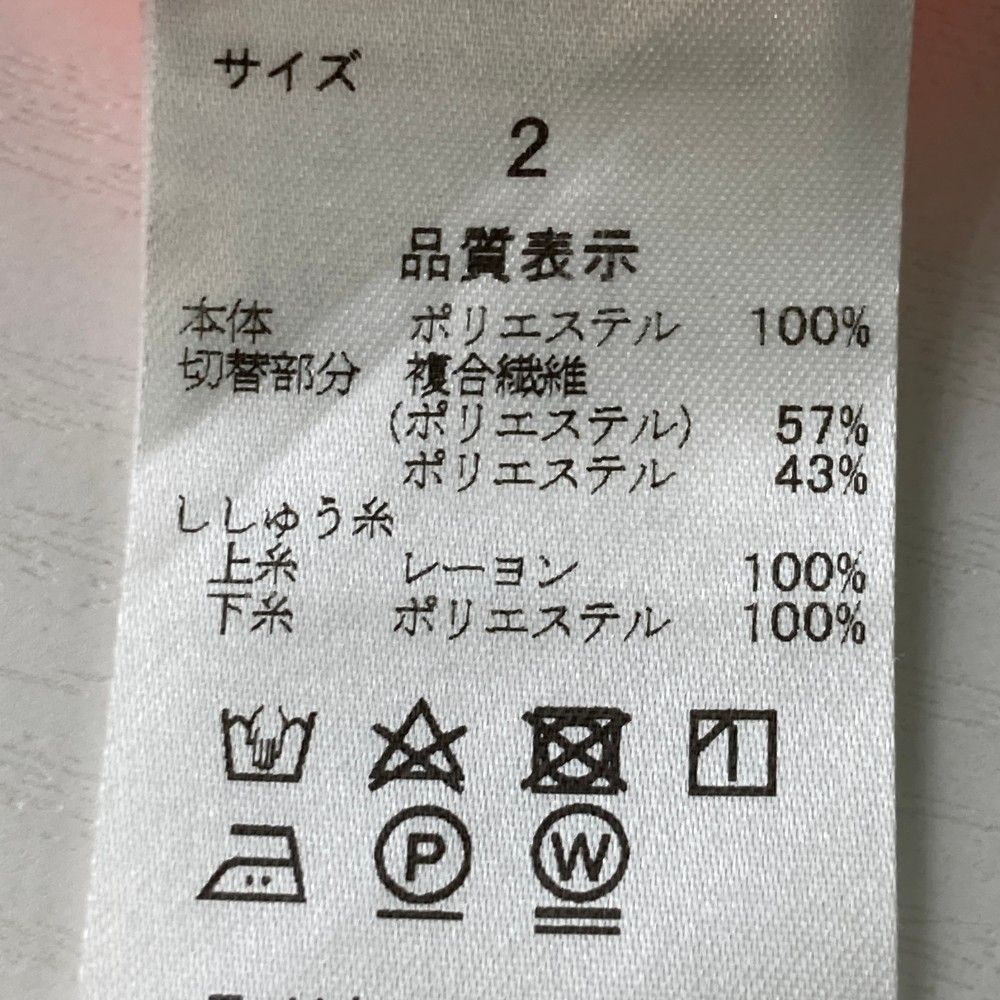 サイズ
2
品質表示
本体 ポリエステル 100%
切替部分 複合繊維
(ポリエステル) 57%
ポリエステル 43%
ししゅう糸
上糸 レーヨン 100%
下糸 ポリエステル 100%
P W